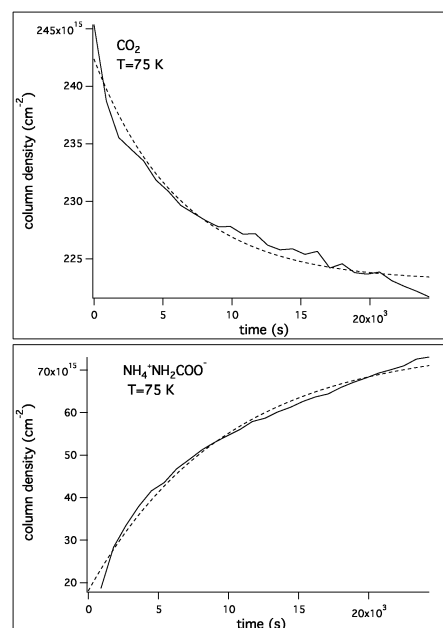 245x10¹⁵
CO₂
T=75 K
240
235
230
225
column density (cm⁻²)
0 5 10 15 20x10³
time (s)
70x10¹⁵
NH₄⁺NH₂COO⁻
T=75 K
60
50
40
30
20
column density (cm⁻²)
0 5 10 15 20x10³
time (s)